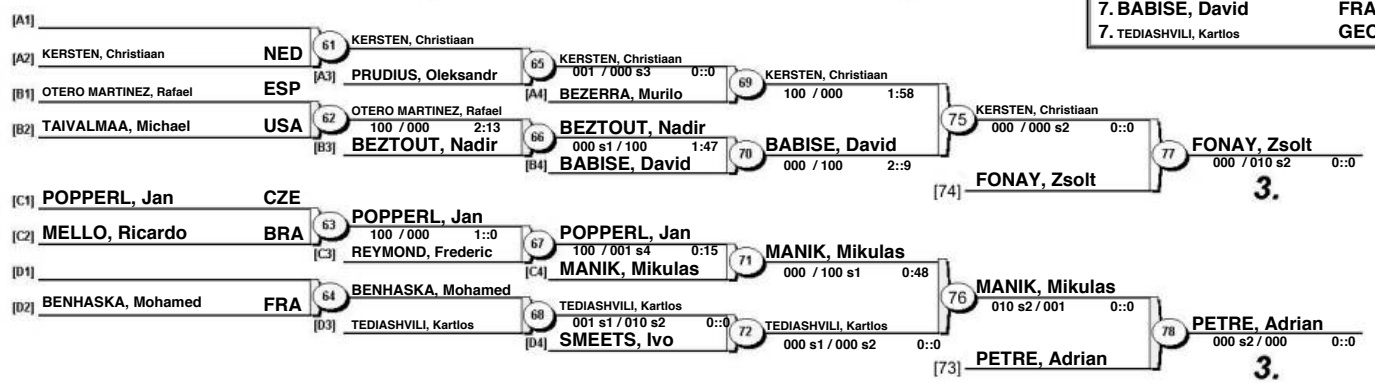 7. BABISE, David FRA
7. TEDIASHVILI, Kartlos GEO
[A1]
[A2] KERSTEN, Christiaan NED
61 KERSTEN, Christiaan
[A3] PRUDIUS, Oleksandr
65 KERSTEN, Christiaan
001 / 000 s3 0::0
[A4] BEZERRA, Murilo
69 KERSTEN, Christiaan
100 / 000 1:58
[B1] OTERO MARTINEZ, Rafael ESP
[B2] TAIVALMAA, Michael USA
62 OTERO MARTINEZ, Rafael
100 / 000 2:13
[B3] BEZTOUT, Nadir
66 BEZTOUT, Nadir
000 s1 / 100 1:47
[B4] BABISE, David
70 BABISE, David
000 / 100 2::9
75 KERSTEN, Christiaan
000 / 000 s2 0::0
[74] FONAY, Zsolt
77 FONAY, Zsolt
000 / 010 s2 0::0
3.
[C1] POPPERL, Jan CZE
[C2] MELLO, Ricardo BRA
63 POPPERL, Jan
100 / 000 1::0
[C3] REYMOND, Frederic
67 POPPERL, Jan
100 / 001 s4 0:15
[C4] MANIK, Mikulas
71 MANIK, Mikulas
000 / 100 s1 0:48
[D1]
[D2] BENHASKA, Mohamed FRA
64 BENHASKA, Mohamed
[D3] TEDIASHVILI, Kartlos
68 TEDIASHVILI, Kartlos
001 s1 / 010 s2 0::0
[D4] SMEETS, Ivo
72 TEDIASHVILI, Kartlos
000 s1 / 000 s2 0::0
76 MANIK, Mikulas
010 s2 / 001 0::0
[73] PETRE, Adrian
78 PETRE, Adrian
000 s2 / 000 0::0
3.